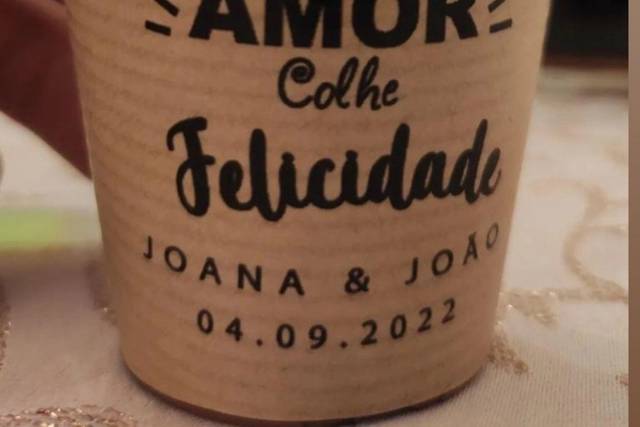 AMOR
Colhe
Felicidade
JOANA & JOÃO
04.09.2022